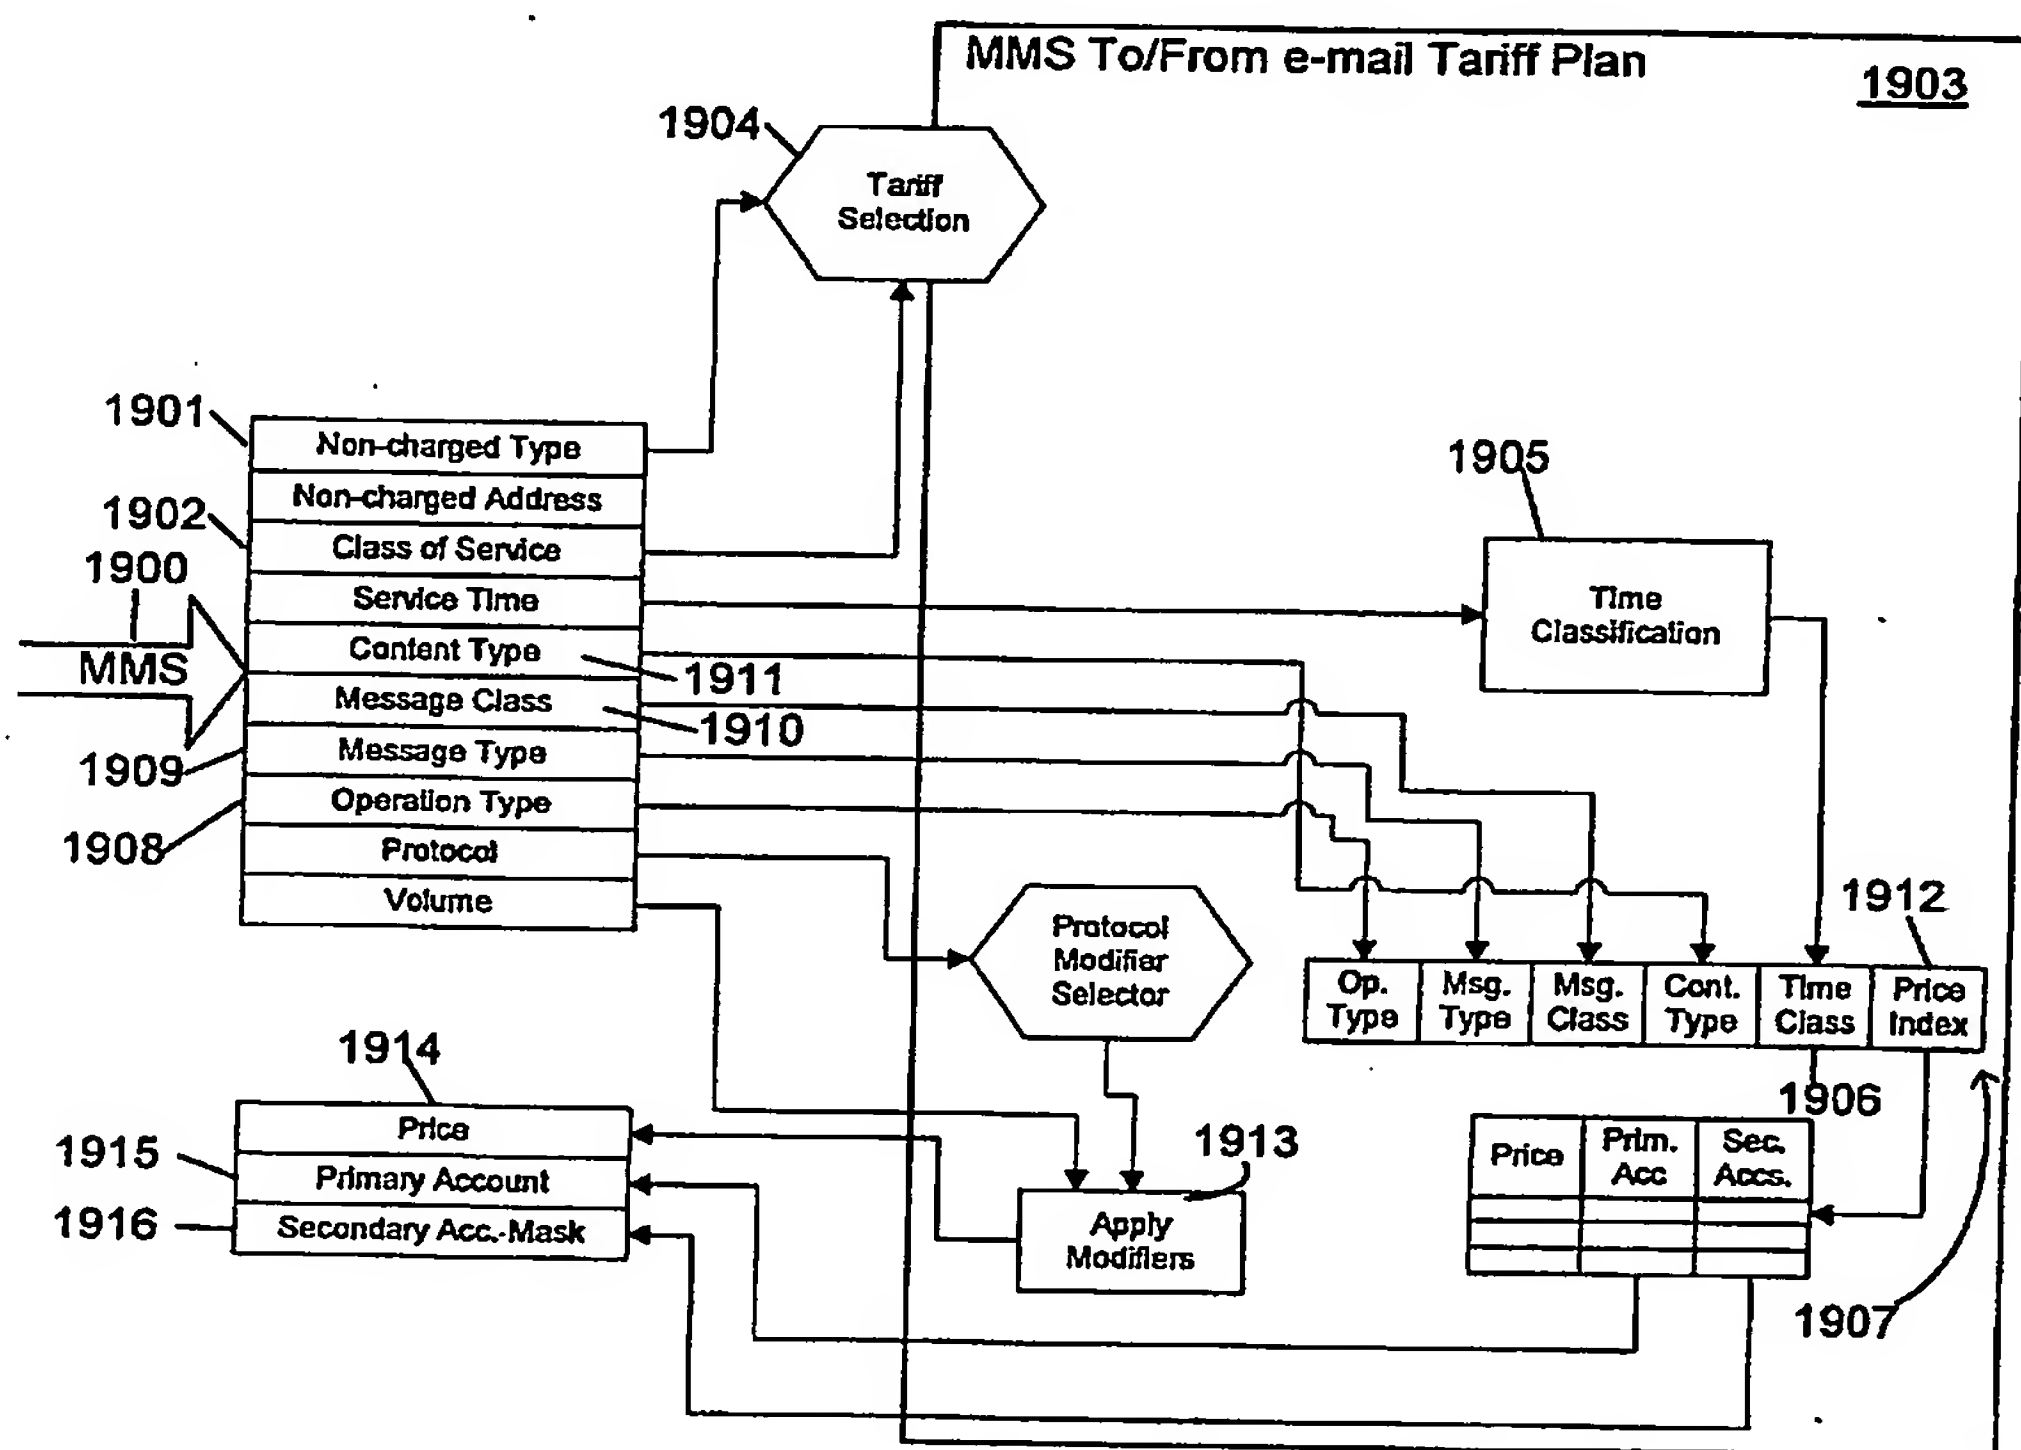 MMS To/From e-mail Tariff Plan
1903
1904
Tariff
Selection
1901
Non-charged Type
Non-charged Address
1902
Class of Service
1900
Service Time
MMS
Content Type
1911
Message Class
1910
1909
Message Type
1908
Operation Type
Protocol
Volume
1905
Time
Classification
Protocol
Modifier
Selector
1912
Op.
Type
Msg.
Type
Msg.
Class
Cont.
Type
Time
Class
Price
Index
1906
1907
1914
Price
1915
Primary Account
1916
Secondary Acc.-Mask
1913
Apply
Modifiers
Price
Prim.
Acc
Sec.
Accs.